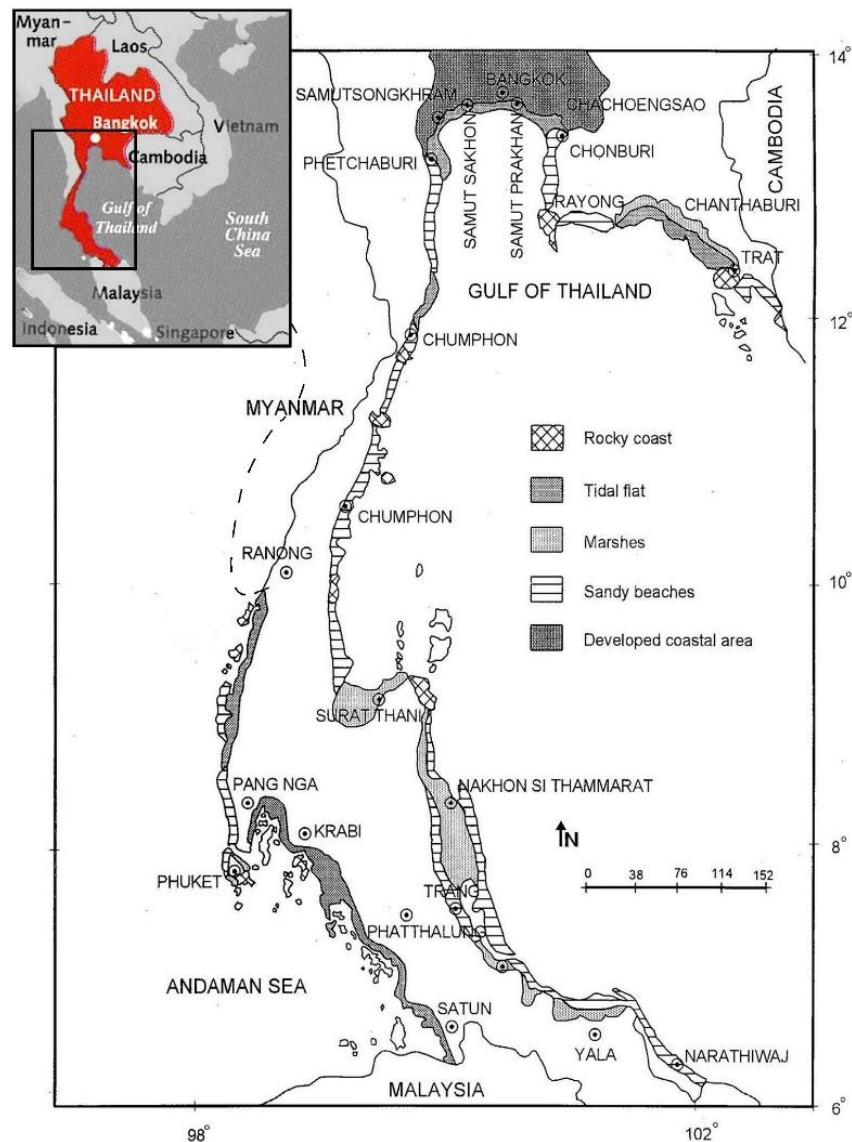 Myan-
mar
Laos
THAILAND
Bangkok
Vietnam
Cambodia
Gulf of
Thailand
South
China
Sea
Malaysia
Indonesia
Singapore
14°
BANGKOK
SAMUTSONGKHRAM
CHACHOENGSAO
PHETCHABURI
SAMUT SAKHON
SAMUT PRAKHAN
CHONBURI
CAMBODIA
RAYONG
CHANTHABURI
TRAT
GULF OF THAILAND
12°
CHUMPHON
MYANMAR
Rocky coast
Tidal flat
CHUMPHON
Marshes
RANONG
10°
Sandy beaches
Developed coastal area
SURAT THANI
PANG NGA
NAKHON SI THAMMARAT
KRABI
N
8°
PHUKET
TRANG
0 38 76 114 152
PHATTHALUNG
ANDAMAN SEA
SATUN
YALA
NARATHIWAJ
MALAYSIA
6°
98°
102°